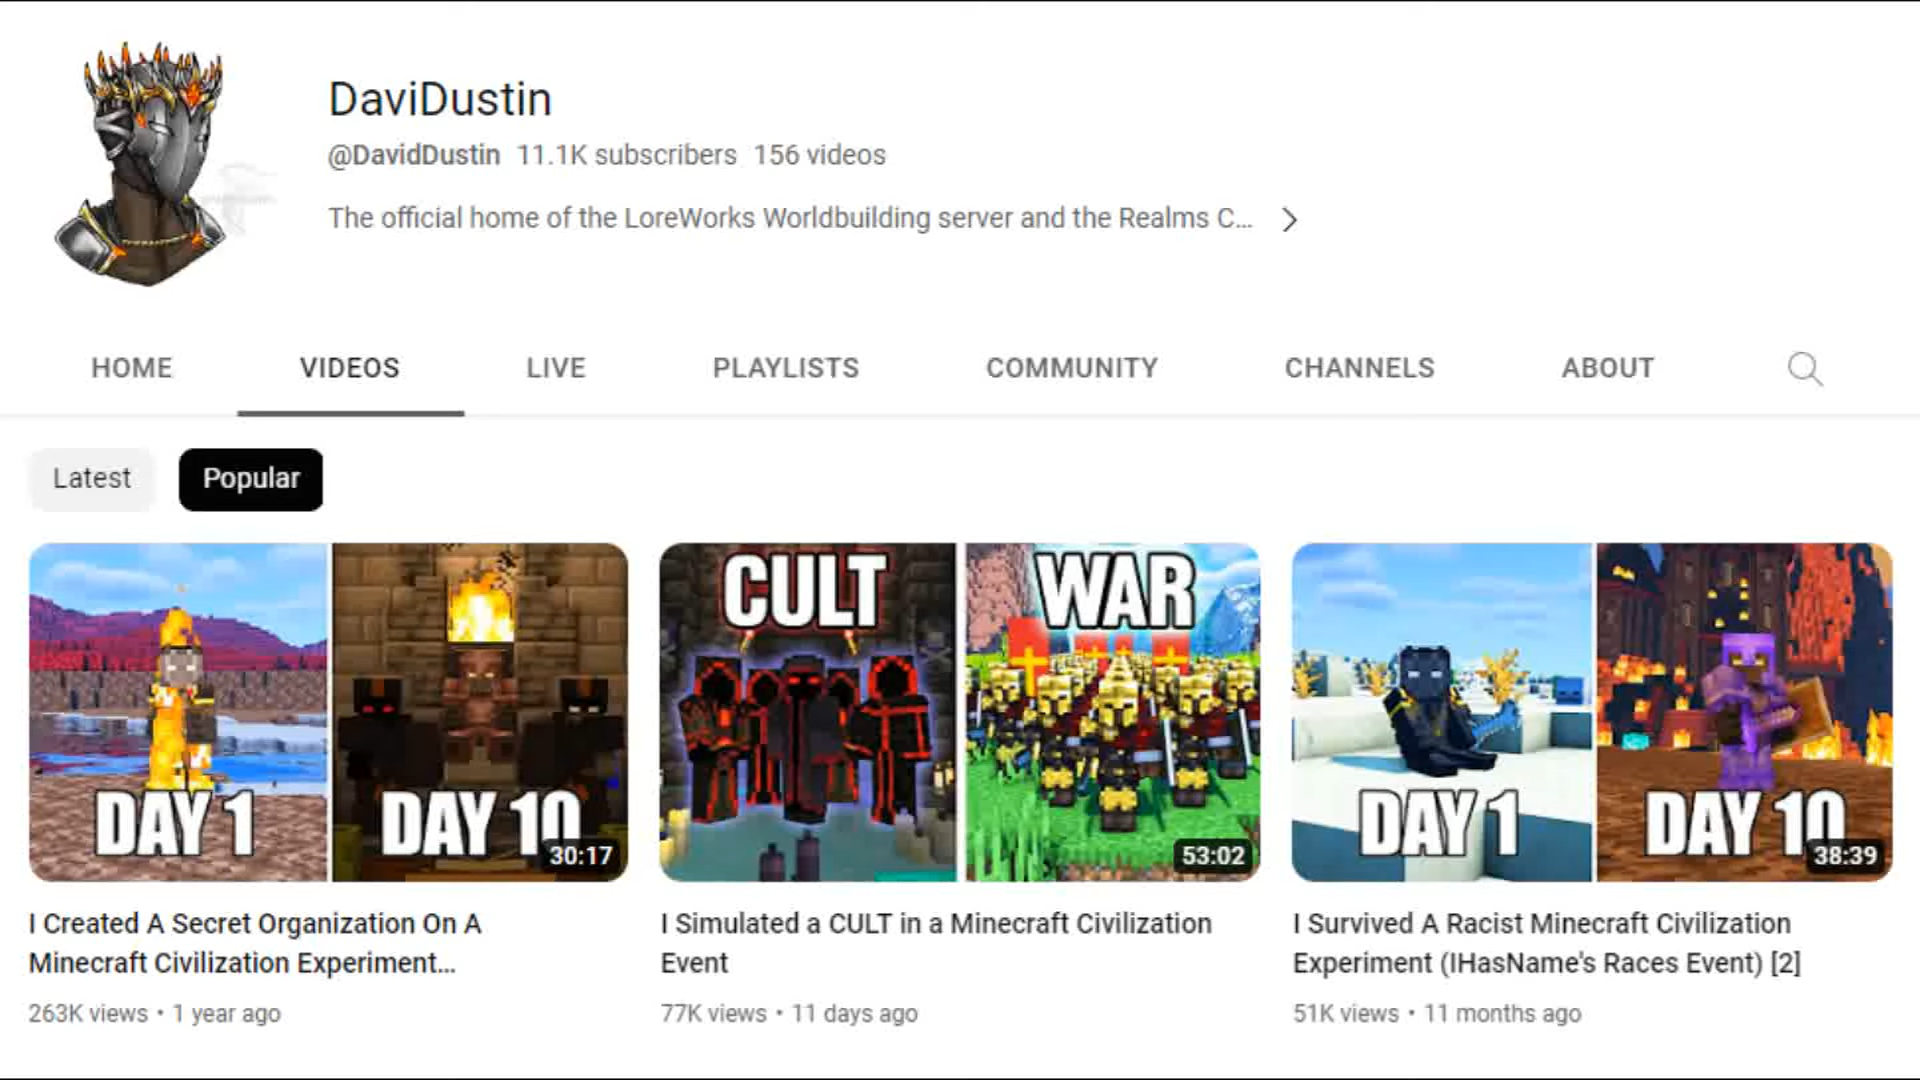 DaviDustin
@DavidDustin 11.1K subscribers 156 videos
The official home of the LoreWorks Worldbuilding server and the Realms C...
HOME VIDEOS LIVE PLAYLISTS COMMUNITY CHANNELS ABOUT
Latest Popular
DAY 1
DAY 10
30:17
CULT
WAR
53:02
DAY 1
DAY 10
38:39
I Created A Secret Organization On A
Minecraft Civilization Experiment...
263K views • 1 year ago
I Simulated a CULT in a Minecraft Civilization
Event
77K views • 11 days ago
I Survived A Racist Minecraft Civilization
Experiment (IHasName's Races Event) [2]
51K views • 11 months ago